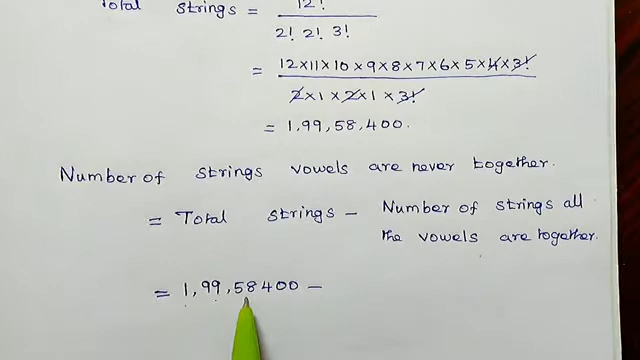 Total strings = 12!
2! 2! 3!
= 12×11×10×9×8×7×6×5×4×3!
2×1×2×1×3!
= 1,99,58,400.
Number of strings vowels are never together.
= Total strings - Number of strings all
the vowels are together.
= 1,99,58400 -